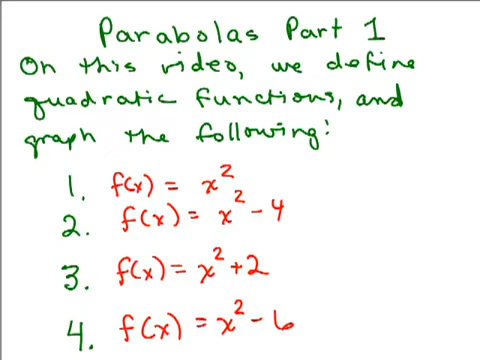 Parabolas Part 1
On this video, we define
quadratic functions, and
graph the following:
1. f(x) = x²
2. f(x) = x² - 4
3. f(x) = x² + 2
4. f(x) = x² - 6